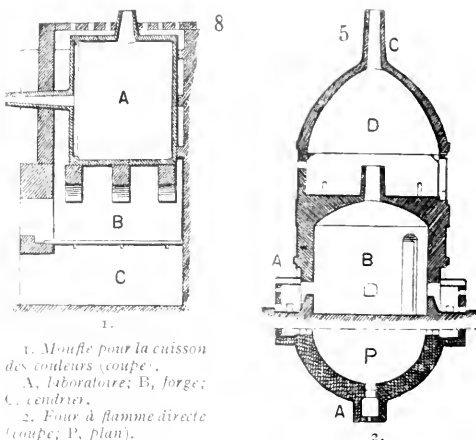 8
5
C
A
D
B
C
A
B
P
A
1.
1. Moufle pour la cuisson
des couleurs (coupe).
A, laboratoire; B, forge;
C, cendrier.
2. Four à flamme directe
(coupe; P, plan).
2.